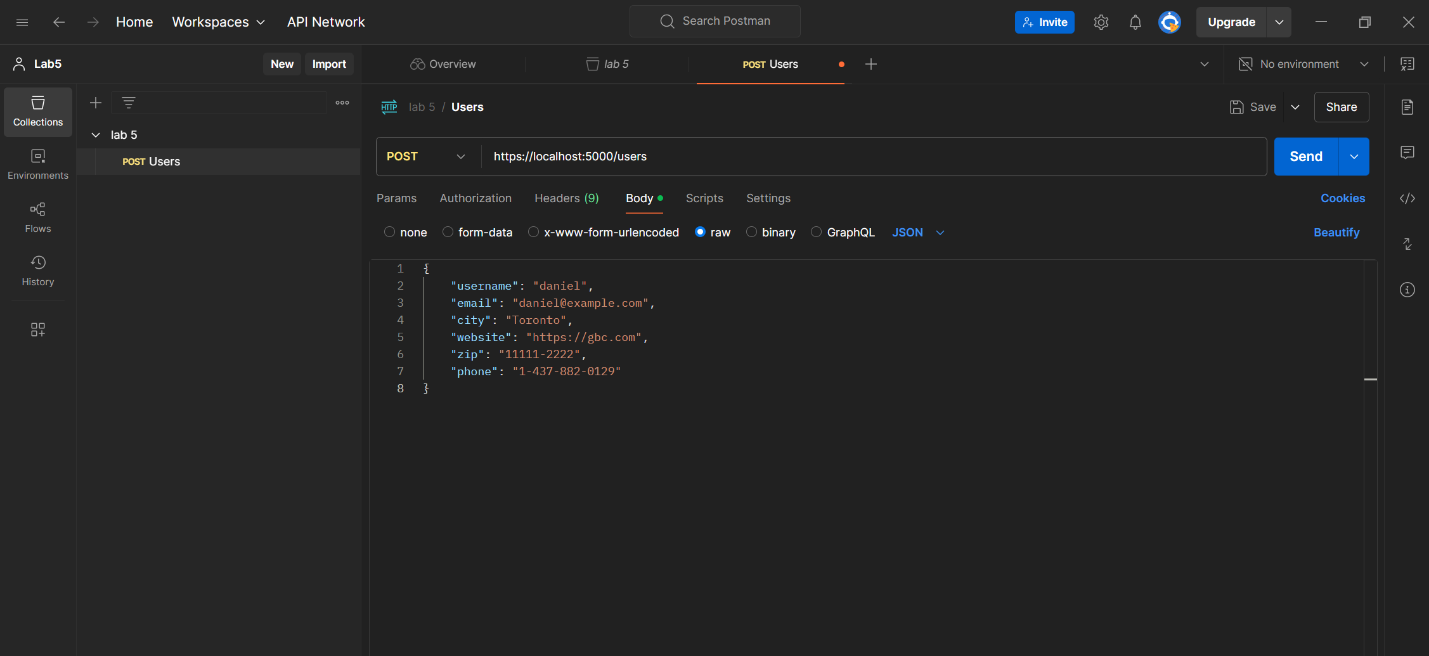 Home Workspaces API Network Search Postman Invite Upgrade
Lab5 New Import Overview lab 5 POST Users No environment
Collections
Environments
Flows
History
lab 5
POST Users
HTTP lab 5 / Users Save Share
POST https://localhost:5000/users Send
Params Authorization Headers (9) Body Scripts Settings Cookies
none form-data x-www-form-urlencoded raw binary GraphQL JSON Beautify
1 {
2 "username": "daniel",
3 "email": "daniel@example.com",
4 "city": "Toronto",
5 "website": "https://gbc.com",
6 "zip": "11111-2222",
7 "phone": "1-437-882-0129"
8 }